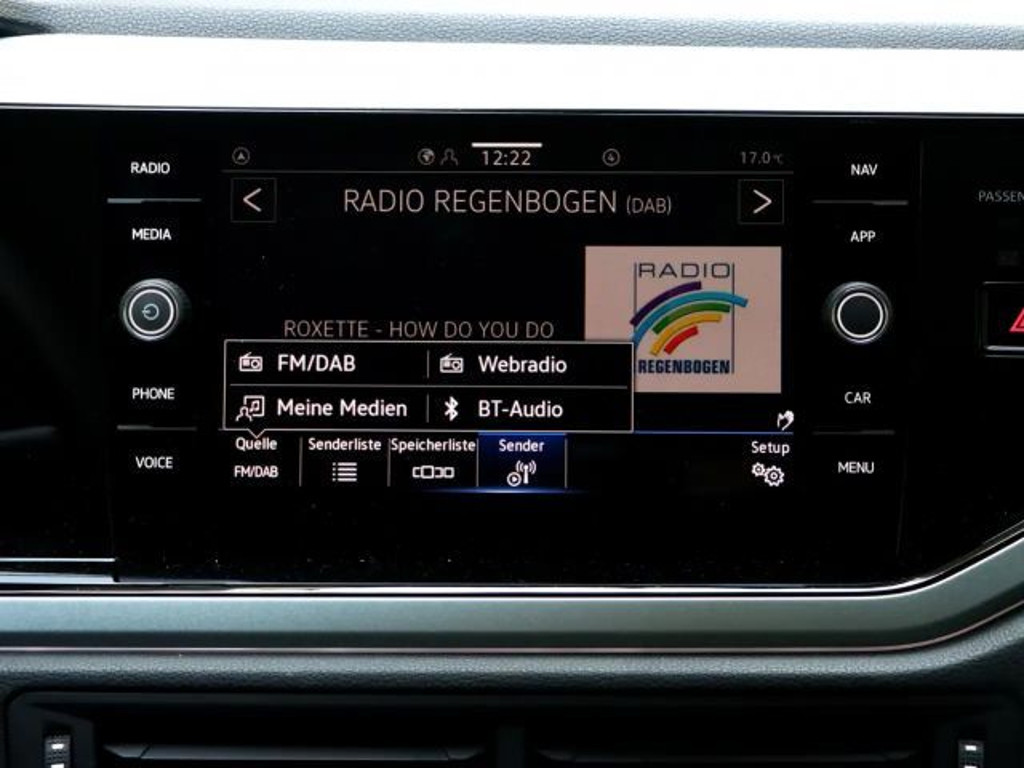 12:22
17.0°C
RADIO
NAV
RADIO REGENBOGEN (DAB)
PASSEN
MEDIA
APP
RADIO
REGENBOGEN
ROXETTE - HOW DO YOU DO
FM/DAB
Webradio
Meine Medien
BT-Audio
PHONE
CAR
Quelle
FM/DAB
Senderliste
Speicherliste
Sender
Setup
VOICE
MENU